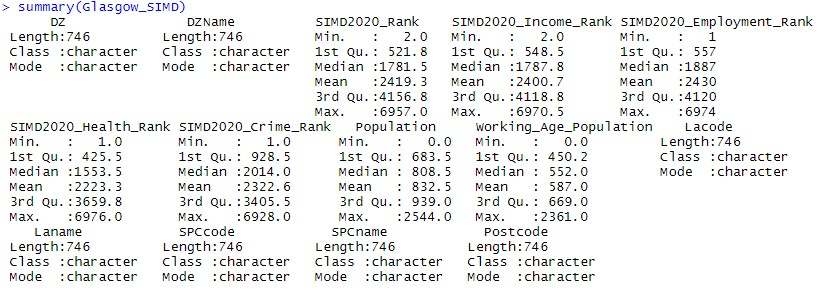 > summary(Glasgow_SIMD)
DZ DZName SIMD2020_Rank SIMD2020_Income_Rank SIMD2020_Employment_Rank
Length:746 Length:746 Min. : 2.0 Min. : 2.0 Min. : 1
Class :character Class :character 1st Qu.: 521.8 1st Qu.: 548.5 1st Qu.: 557
Mode :character Mode :character Median :1781.5 Median :1787.8 Median :1887
Mean :2419.3 Mean :2400.7 Mean :2430
3rd Qu.:4156.8 3rd Qu.:4118.8 3rd Qu.:4120
Max. :6957.0 Max. :6970.5 Max. :6974
SIMD2020_Health_Rank SIMD2020_Crime_Rank Population Working_Age_Population Lacode
Min. : 1.0 Min. : 1.0 Min. : 0.0 Min. : 0.0 Length:746
1st Qu.: 425.5 1st Qu.: 928.5 1st Qu.: 683.5 1st Qu.: 450.2 Class :character
Median :1553.5 Median :2014.0 Median : 808.5 Median : 552.0 Mode :character
Mean :2223.3 Mean :2322.6 Mean : 832.5 Mean : 587.0
3rd Qu.:3659.8 3rd Qu.:3405.5 3rd Qu.: 939.0 3rd Qu.: 669.0
Max. :6976.0 Max. :6928.0 Max. :2544.0 Max. :2361.0
Laname SPCcode SPCname Postcode
Length:746 Length:746 Length:746 Length:746
Class :character Class :character Class :character Class :character
Mode :character Mode :character Mode :character Mode :character